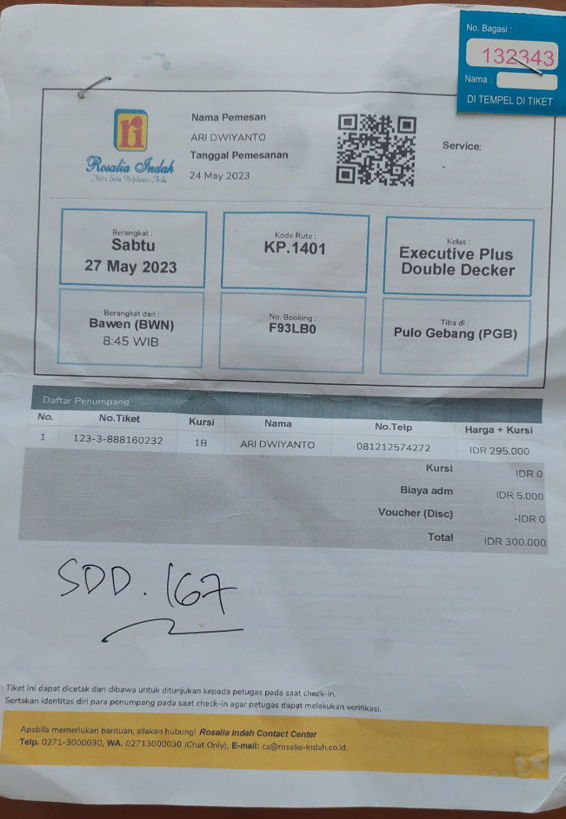 No. Bagasi :
132343
Nama :
DI TEMPEL DI TIKET
ri
Rosalia Indah
Nama Pemesan
ARI DWIYANTO
Tanggal Pemesanan
24 May 2023
Service:
-
Berangkat :
Sabtu
27 May 2023
Kode Rute :
KP.1401
Kelas :
Executive Plus
Double Decker
Berangkat dari :
Bawen (BWN)
8:45 WIB
No. Booking :
F93LB0
Tiba di :
Pulo Gebang (PGB)
Daftar Penumpang
No. No.Tiket Kursi Nama No.Telp Harga + Kursi
1 123-3-888160232 1B ARI DWIYANTO 081212574272 IDR 295.000
Kursi IDR 0
Biaya adm IDR 5.000
Voucher (Disc) -IDR 0
Total IDR 300.000
SDD. 167
Tiket ini dapat dicetak dan dibawa untuk ditunjukan kepada petugas pada saat check-in.
Sertakan identitas diri para penumpang pada saat check-in agar petugas dapat melakukan verifikasi.
Apabila memerlukan bantuan, silakan hubungi Rosalia Indah Contact Center
Telp. 0271-3000030, WA. 02713000030 (Chat Only), E-mail: cs@rosalia-indah.co.id.